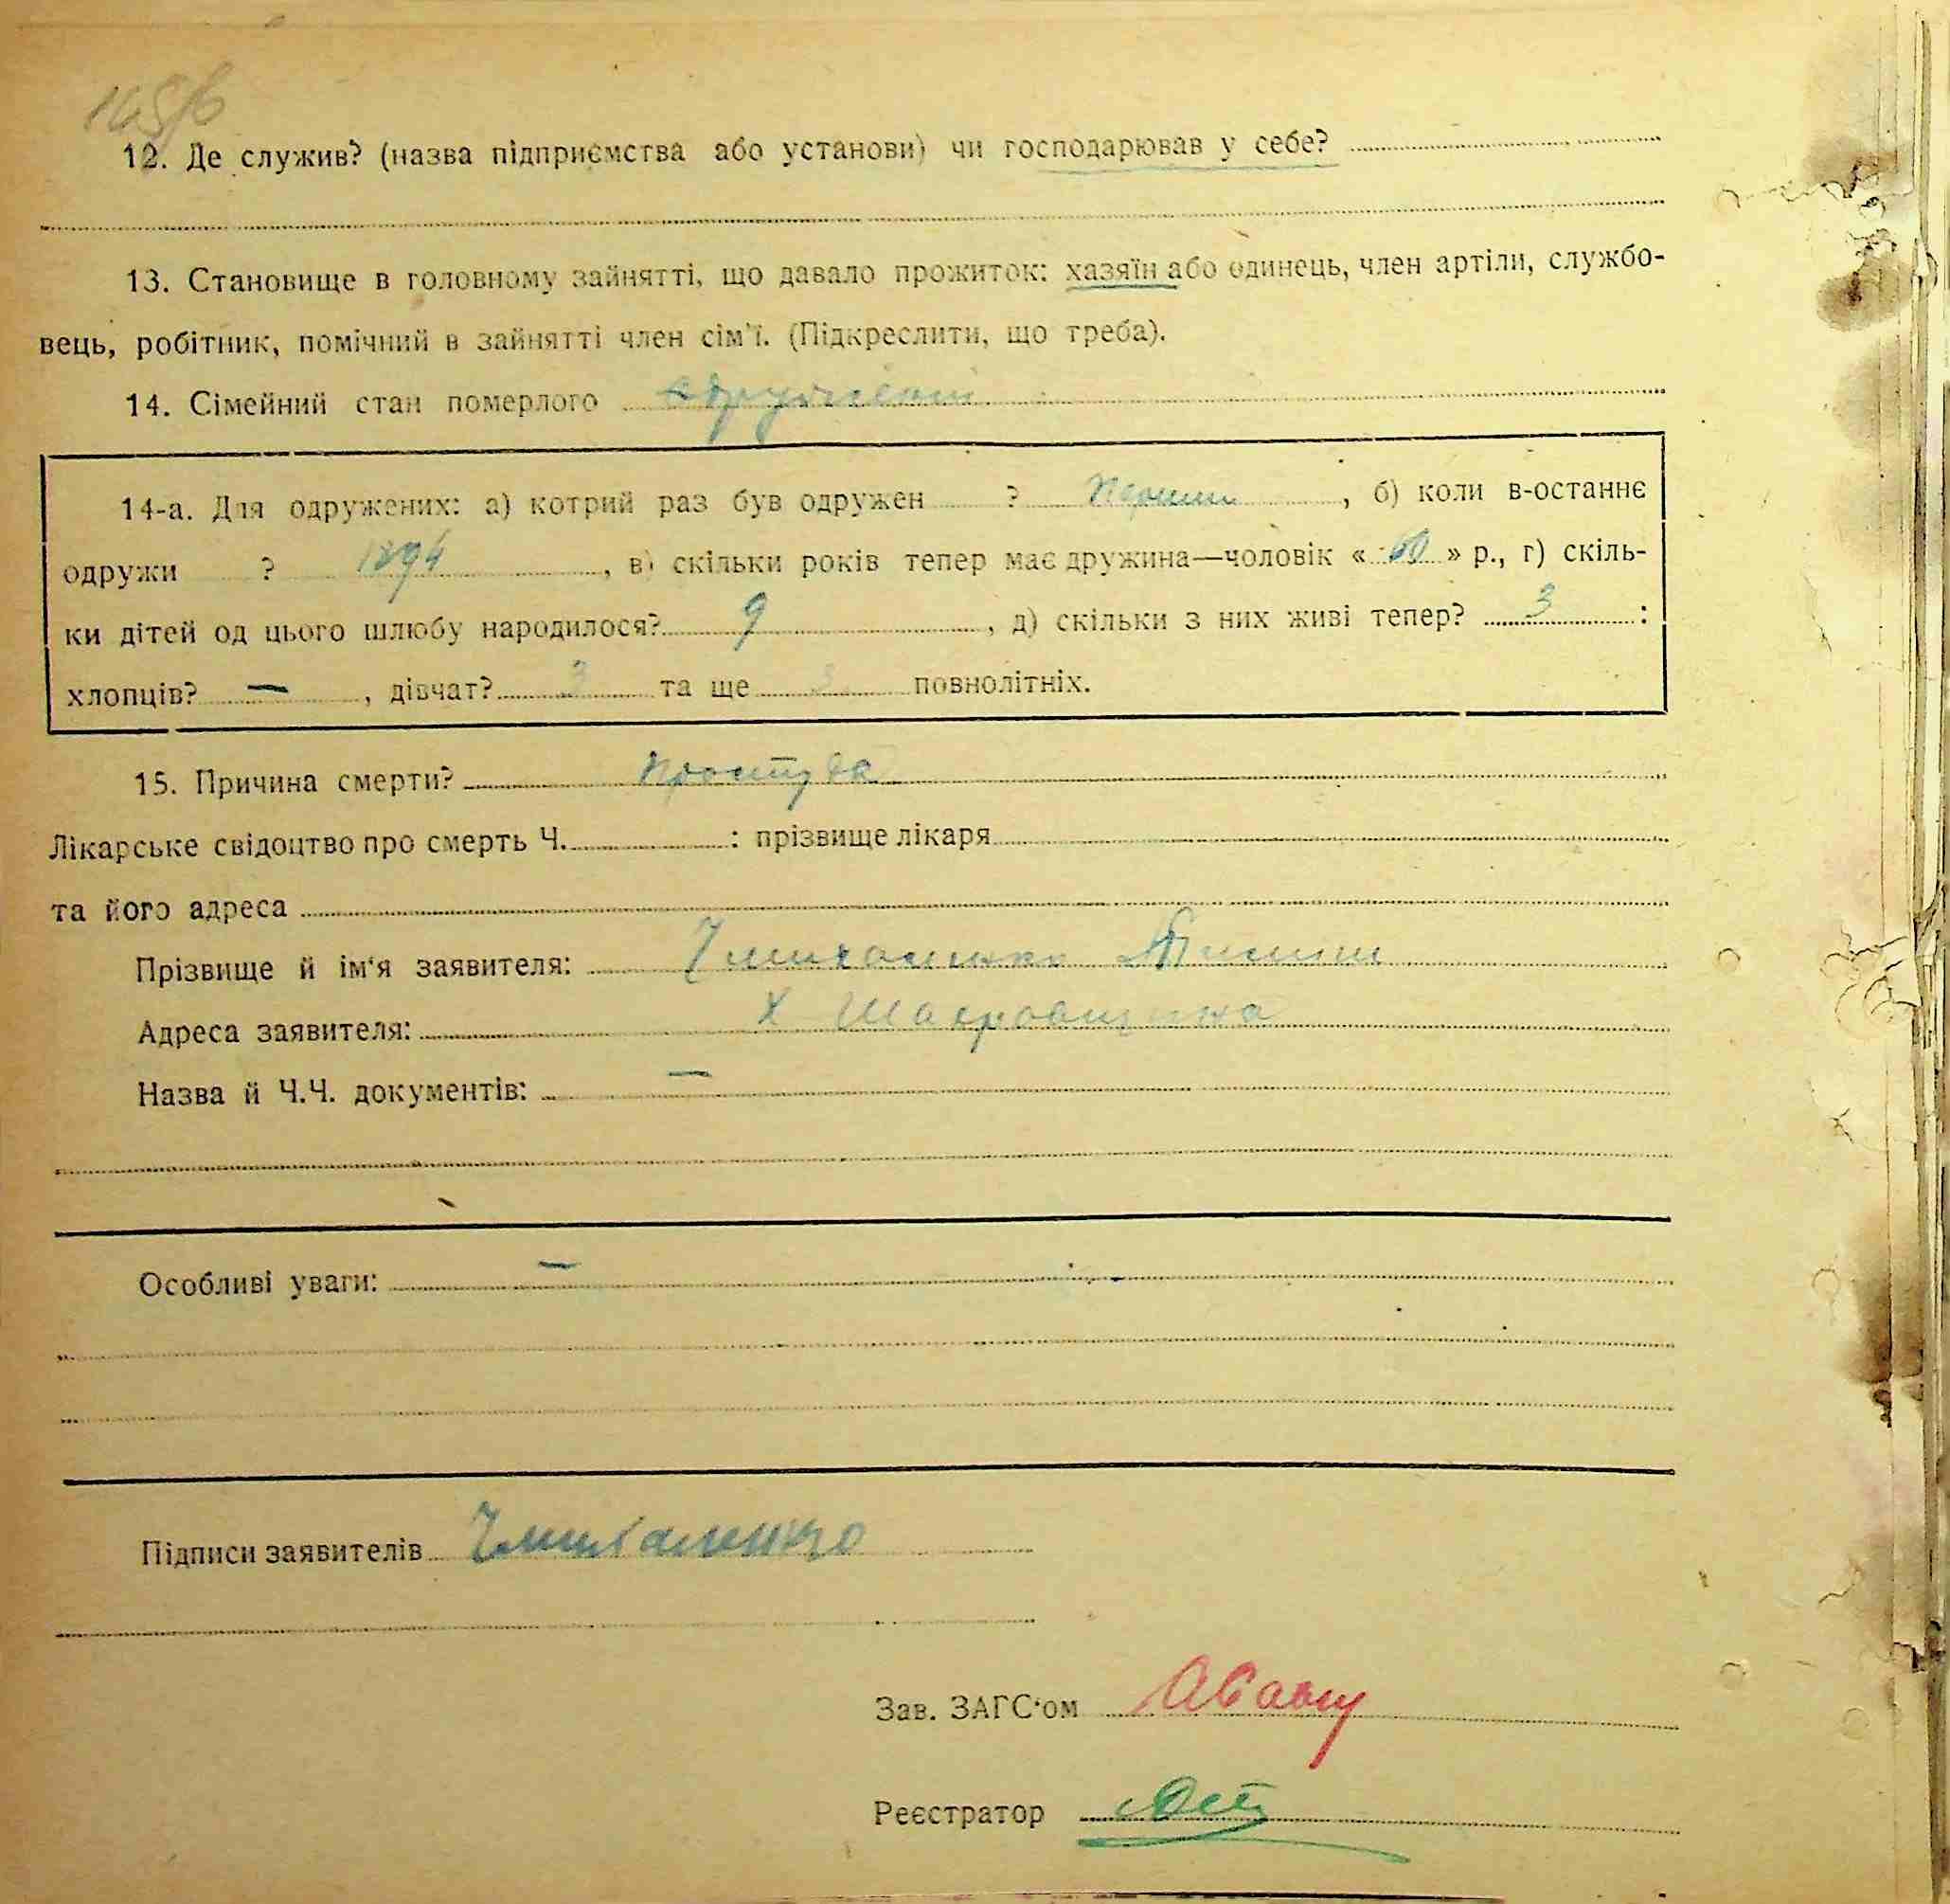 145/6
12. Де служив? (назва підприємства або установи) чи господарював у себе?
13. Становище в головному зайнятті, що давало прожиток: хазяїн або одинець, член артіли, службо-
вець, робітник, помічний в зайнятті член сім'ї. (Підкреслити, що треба).
14. Сімейний стан померлого
14-а. Для одружених: а) котрий раз був одружен ? , б) коли в-останнє
одружи ? 1894 , в) скільки років тепер має дружина—чоловік « 60 » р., г) скіль-
ки дітей од цього шлюбу народилося? 9 , д) скільки з них живі тепер? 3 :
хлопців? — , дівчат? 3 та ще 3 повнолітніх.
15. Причина смерти? простуда
Лікарське свідоцтво про смерть Ч. : прізвище лікаря
та його адреса
Прізвище й ім'я заявителя:
Адреса заявителя: х
Назва й Ч.Ч. документів: —
Особливі уваги: —
Підписи заявителів
Зав. ЗАГС'ом
Реєстратор